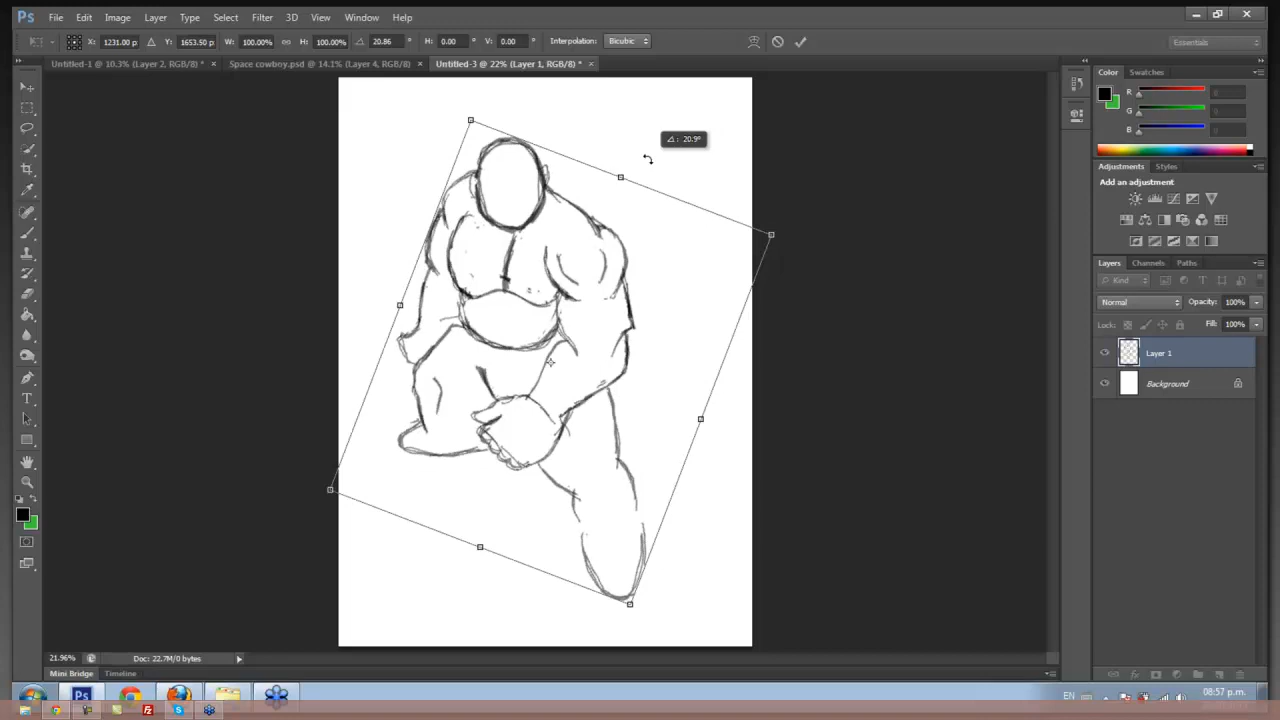 Ps File Edit Image Layer Type Select Filter 3D View Window Help
X: 1231.00 p Y: 1653.50 p W: 100.00% H: 100.00% 20.86 ° H: 0.00 ° V: 0.00 ° Interpolation: Bicubic Essentials
Untitled-1 @ 10.3% (Layer 2, RGB/8) * × Space cowboy.psd @ 14.1% (Layer 4, RGB/8) × Untitled-3 @ 22% (Layer 1, RGB/8) * ×
Color Swatches
R 0
G 0
B 0
20.9°
Adjustments Styles
Add an adjustment
Layers Channels Paths
Kind
Normal Opacity: 100%
Lock: Fill: 100%
Layer 1
Background
21.96% Doc: 22.7M/0 bytes
Mini Bridge Timeline
Ps EN 08:57 p.m.